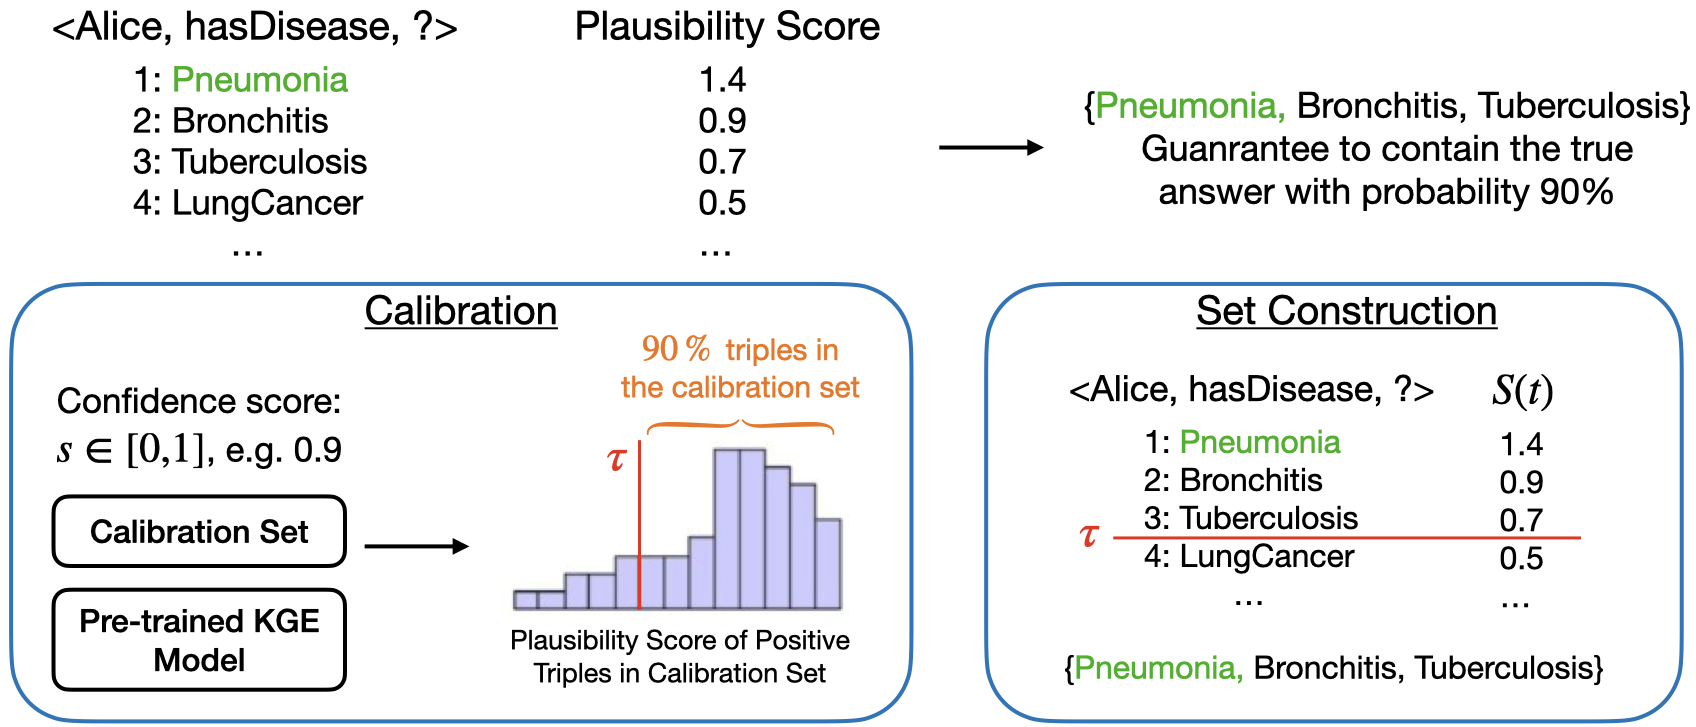 <Alice, hasDisease, ?> Plausibility Score
1: Pneumonia 1.4
2: Bronchitis 0.9
3: Tuberculosis 0.7
4: LungCancer 0.5
... ...
{Pneumonia, Bronchitis, Tuberculosis}
Guanrantee to contain the true
answer with probability 90%
Calibration
Confidence score:
s ∈ [0,1], e.g. 0.9
Calibration Set
Pre-trained KGE
Model
90 % triples in
the calibration set
τ
Plausibility Score of Positive
Triples in Calibration Set
Set Construction
<Alice, hasDisease, ?> S(t)
1: Pneumonia 1.4
2: Bronchitis 0.9
3: Tuberculosis 0.7
τ
4: LungCancer 0.5
... ...
{Pneumonia, Bronchitis, Tuberculosis}